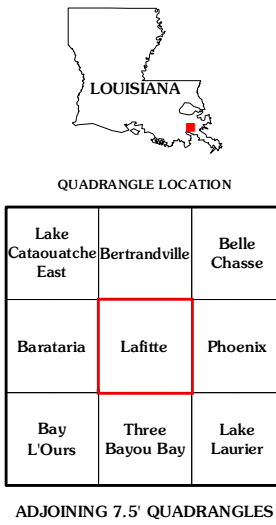 LOUISIANA
QUADRANGLE LOCATION
Lake
Cataouatche
East
Bertrandville
Belle
Chasse
Barataria
Lafitte
Phoenix
Bay
L'Ours
Three
Bayou Bay
Lake
Laurier
ADJOINING 7.5' QUADRANGLES